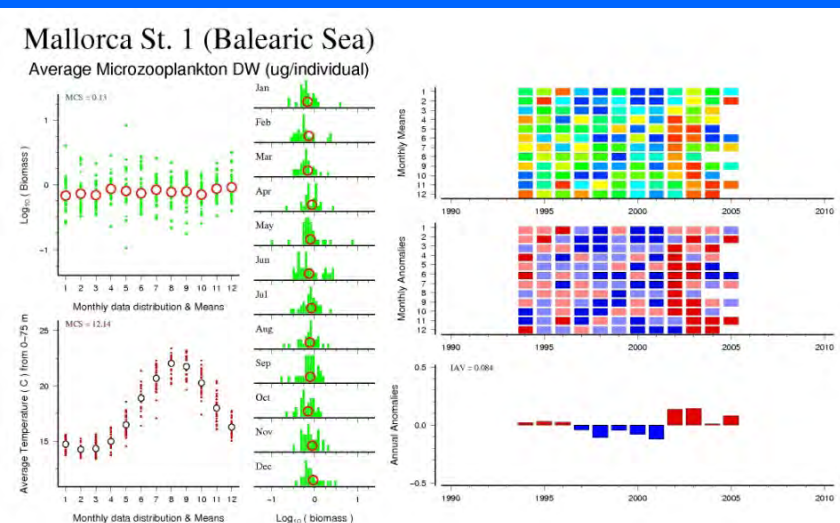 Mallorca St. 1 (Balearic Sea)
Average Microzooplankton DW (ug/individual)
MCS = 0.13
Log₁₀ ( Biomass )
1
0
−1
1 2 3 4 5 6 7 8 9 10 11 12
Monthly data distribution & Means
MCS = 12.14
Average Temperature ( C ) from 0−75 m
25
20
15
1 2 3 4 5 6 7 8 9 10 11 12
Monthly data distribution & Means
Jan
Feb
Mar
Apr
May
Jun
Jul
Aug
Sep
Oct
Nov
Dec
−1 0 1
Log₁₀ ( biomass )
Monthly Means
1
2
3
4
5
6
7
8
9
10
11
12
1990 1995 2000 2005 2010
Monthly Anomalies
1
2
3
4
5
6
7
8
9
10
11
12
1990 1995 2000 2005 2010
Annual Anomalies
IAV = 0.084
0.5
0.0
−0.5
1990 1995 2000 2005 2010